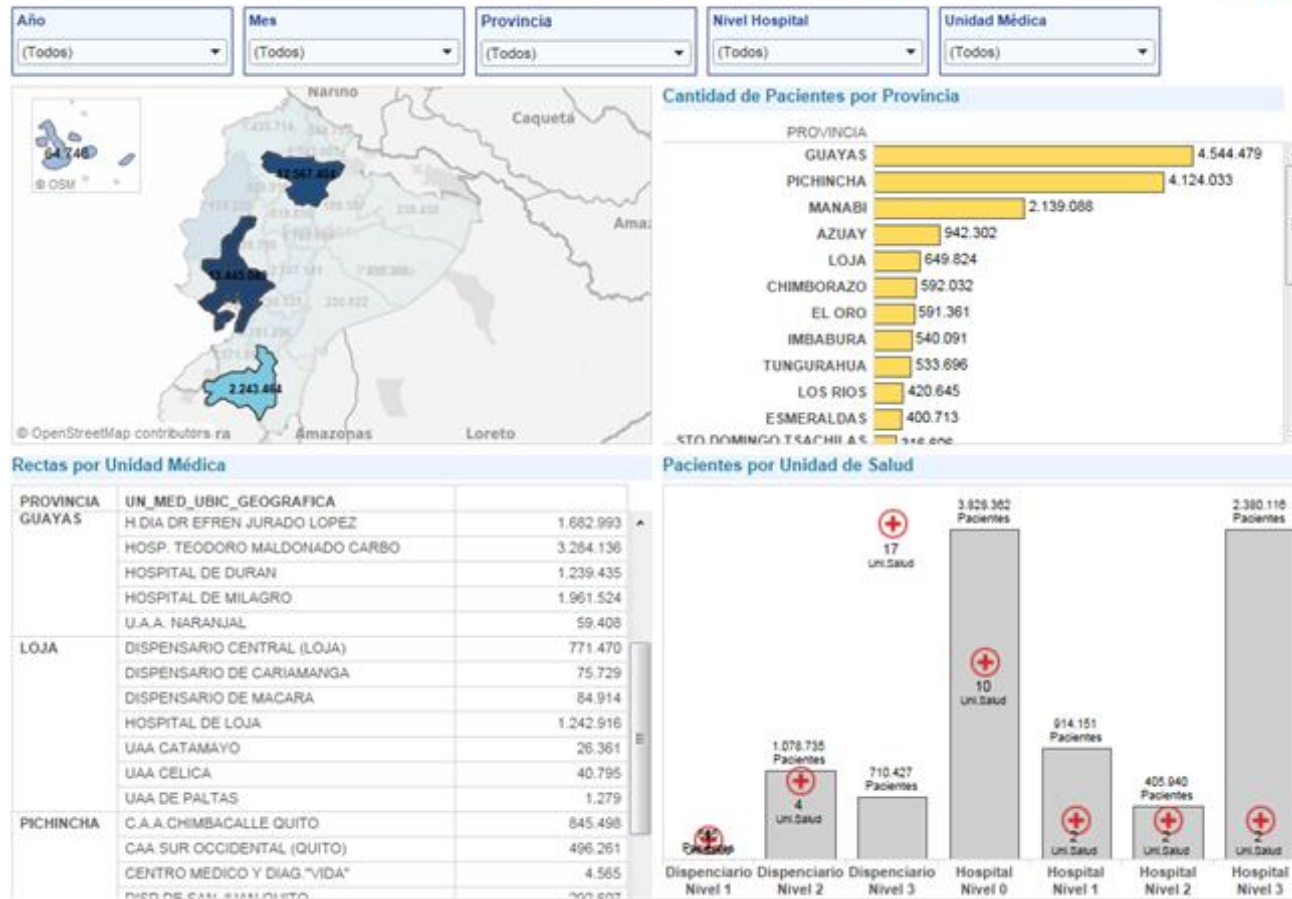 Año
Mes
Provincia
Nivel Hospital
Unidad Médica
(Todos)
(Todos)
(Todos)
(Todos)
(Todos)
Nariño
Caquetá
64.746
© OSM
2.243.464
© OpenStreetMap contributors ra
Amazonas
Loreto
Cantidad de Pacientes por Provincia
PROVINCIA
GUAYAS 4.544.479
PICHINCHA 4.124.033
MANABI 2.139.088
AZUAY 942.302
LOJA 649.824
CHIMBORAZO 592.032
EL ORO 591.361
IMBABURA 540.091
TUNGURAHUA 533.696
LOS RIOS 420.645
ESMERALDAS 400.713
STO DOMINGO TSACHILAS
Rectas por Unidad Médica
PROVINCIA UN_MED_UBIC_GEOGRAFICA
GUAYAS H.DIA DR EFREN JURADO LOPEZ 1.682.993
HOSP. TEODORO MALDONADO CARBO 3.284.136
HOSPITAL DE DURAN 1.239.435
HOSPITAL DE MILAGRO 1.961.524
U.A.A. NARANJAL 59.408
LOJA DISPENSARIO CENTRAL (LOJA) 771.470
DISPENSARIO DE CARIAMANGA 75.729
DISPENSARIO DE MACARA 84.914
HOSPITAL DE LOJA 1.242.916
UAA CATAMAYO 26.361
UAA CELICA 40.795
UAA DE PALTAS 1.279
PICHINCHA C.A.A.CHIMBACALLE QUITO 845.498
CAA SUR OCCIDENTAL (QUITO) 496.261
CENTRO MEDICO Y DIAG."VIDA" 4.565
Pacientes por Unidad de Salud
17
Uni.Salud
3.829.362
Pacientes
2.380.116
Pacientes
10
Uni.Salud
914.151
Pacientes
1.078.735
Pacientes
4
Uni.Salud
710.427
Pacientes
405.940
Pacientes
2
Uni.Salud
2
Uni.Salud
2
Uni.Salud
Dispenciario Nivel 1
Dispenciario Nivel 2
Dispenciario Nivel 3
Hospital Nivel 0
Hospital Nivel 1
Hospital Nivel 2
Hospital Nivel 3